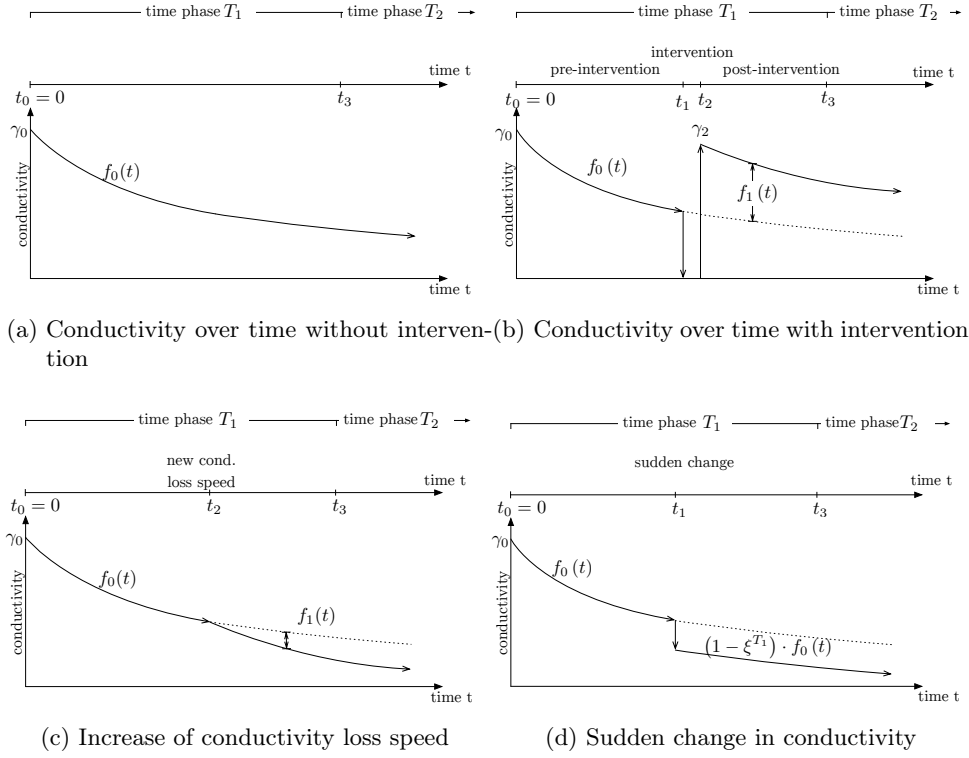 time phase T₁
time phase T₂
time t
t₀ = 0
t₃
γ₀
f₀(t)
conductivity
time t
(a) Conductivity over time without interven-
tion
time phase T₁
time phase T₂
intervention
pre-intervention
post-intervention
time t
t₀ = 0
t₁
t₂
t₃
γ₀
γ₂
f₀ (t)
f₁ (t)
conductivity
time t
(b) Conductivity over time with intervention
time phase T₁
time phase T₂
new cond.
loss speed
time t
t₀ = 0
t₂
t₃
γ₀
f₀(t)
f₁(t)
conductivity
time t
(c) Increase of conductivity loss speed
time phase T₁
time phase T₂
sudden change
time t
t₀ = 0
t₁
t₃
γ₀
f₀ (t)
(1 − ξ^T₁) · f₀ (t)
conductivity
time t
(d) Sudden change in conductivity